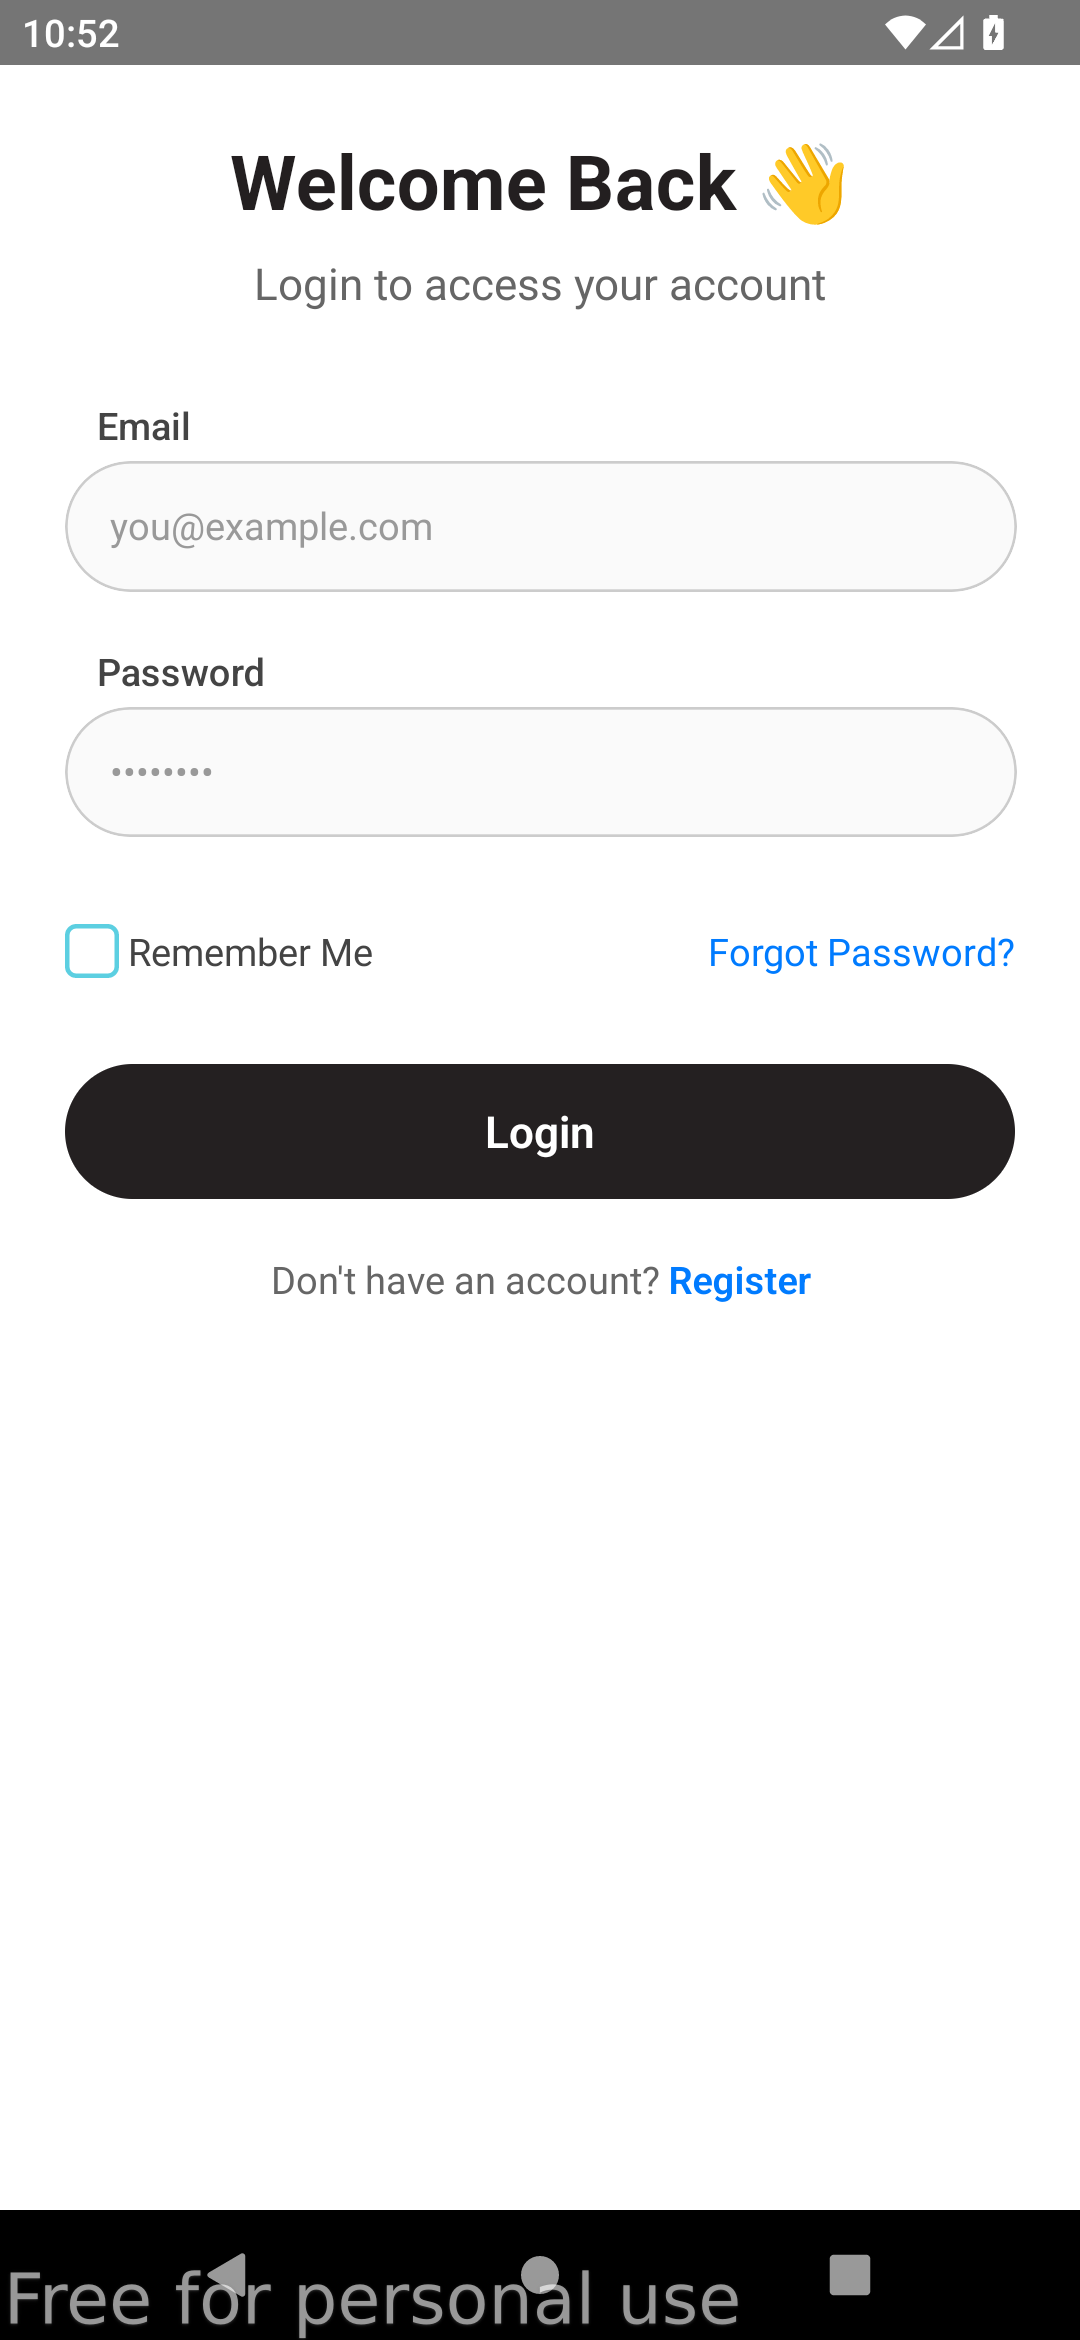 10:52
Welcome Back 👋
Login to access your account
Email
you@example.com
Password
••••••••
Remember Me
Forgot Password?
Login
Don't have an account? Register
Free for personal use